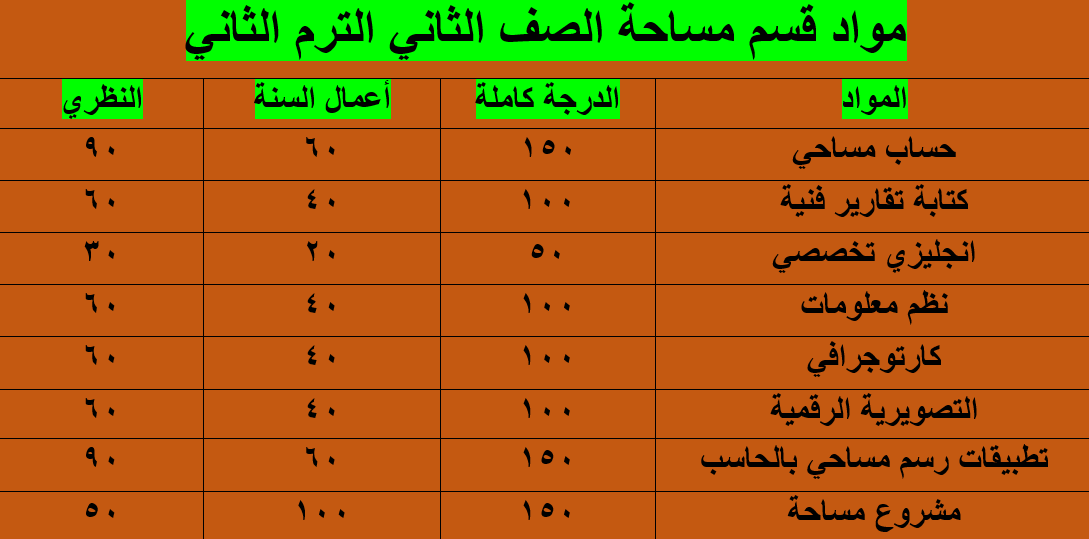 مواد قسم مساحة الصف الثاني الترم الثاني
المواد الدرجة كاملة أعمال السنة النظري
حساب مساحي ١٥٠ ٦٠ ٩٠
كتابة تقارير فنية ١٠٠ ٤٠ ٦٠
انجليزي تخصصي ٥٠ ٢٠ ٣٠
نظم معلومات ١٠٠ ٤٠ ٦٠
كارتوجرافي ١٠٠ ٤٠ ٦٠
التصويرية الرقمية ١٠٠ ٤٠ ٦٠
تطبيقات رسم مساحي بالحاسب ١٥٠ ٦٠ ٩٠
مشروع مساحة ١٥٠ ١٠٠ ٥٠